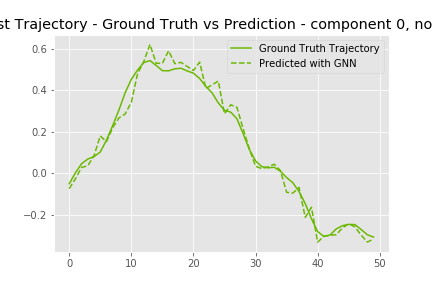 st Trajectory - Ground Truth vs Prediction - component 0, no
Ground Truth Trajectory
Predicted with GNN
0.6
0.4
0.2
0.0
−0.2
0 10 20 30 40 50